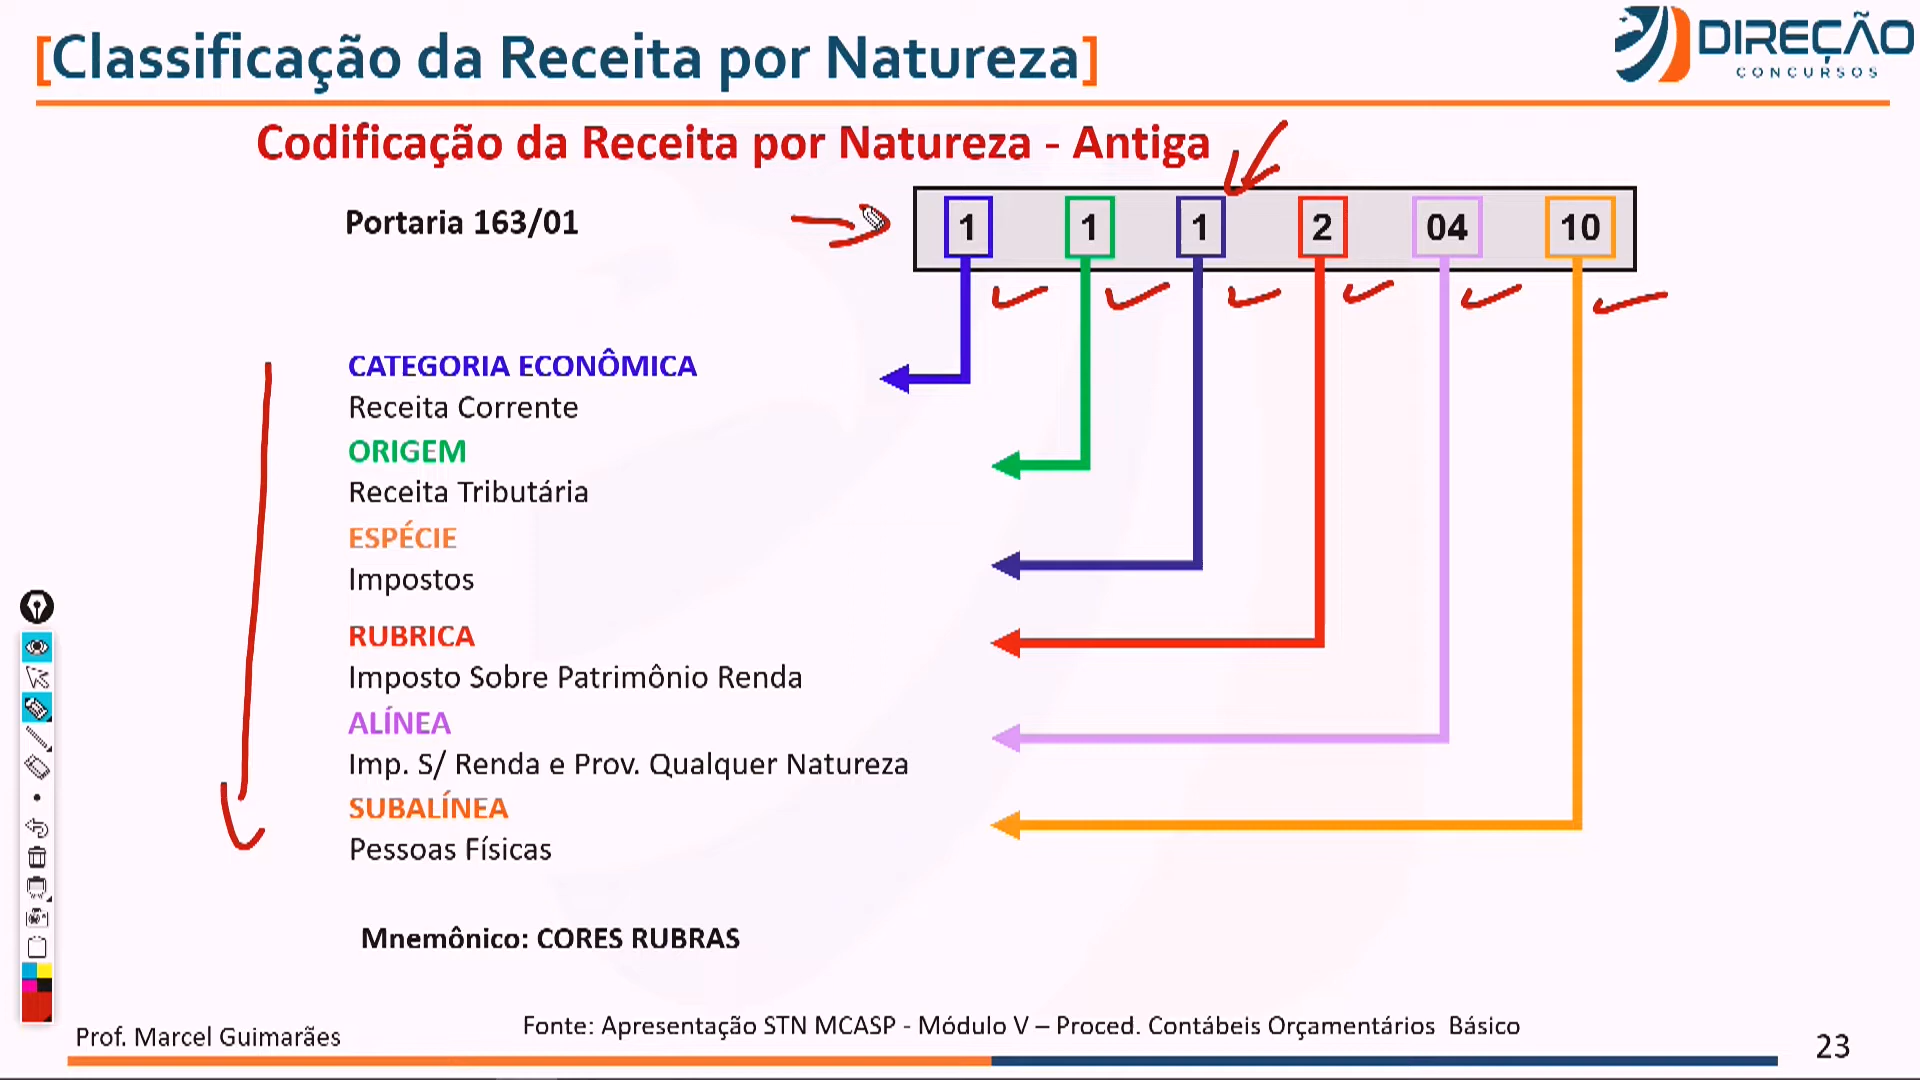 [Classificação da Receita por Natureza]
DIREÇÃO
CONCURSOS
Codificação da Receita por Natureza - Antiga
Portaria 163/01
1 1 1 2 04 10
CATEGORIA ECONÔMICA
Receita Corrente
ORIGEM
Receita Tributária
ESPÉCIE
Impostos
RUBRICA
Imposto Sobre Patrimônio Renda
ALÍNEA
Imp. S/ Renda e Prov. Qualquer Natureza
SUBALÍNEA
Pessoas Físicas
Mnemônico: CORES RUBRAS
Prof. Marcel Guimarães
Fonte: Apresentação STN MCASP - Módulo V – Proced. Contábeis Orçamentários Básico
23